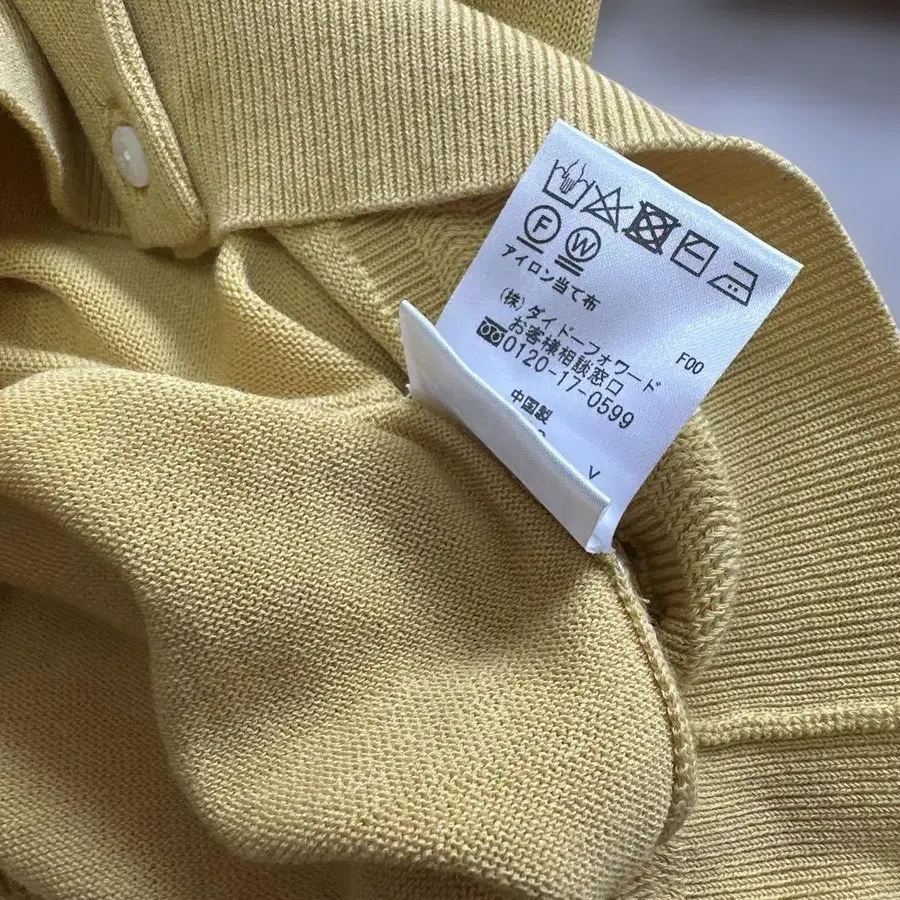 F W
アイロン当て布
(株)ダイドーフォワード
お客様相談窓口
0120-17-0599
F00
中国製
V